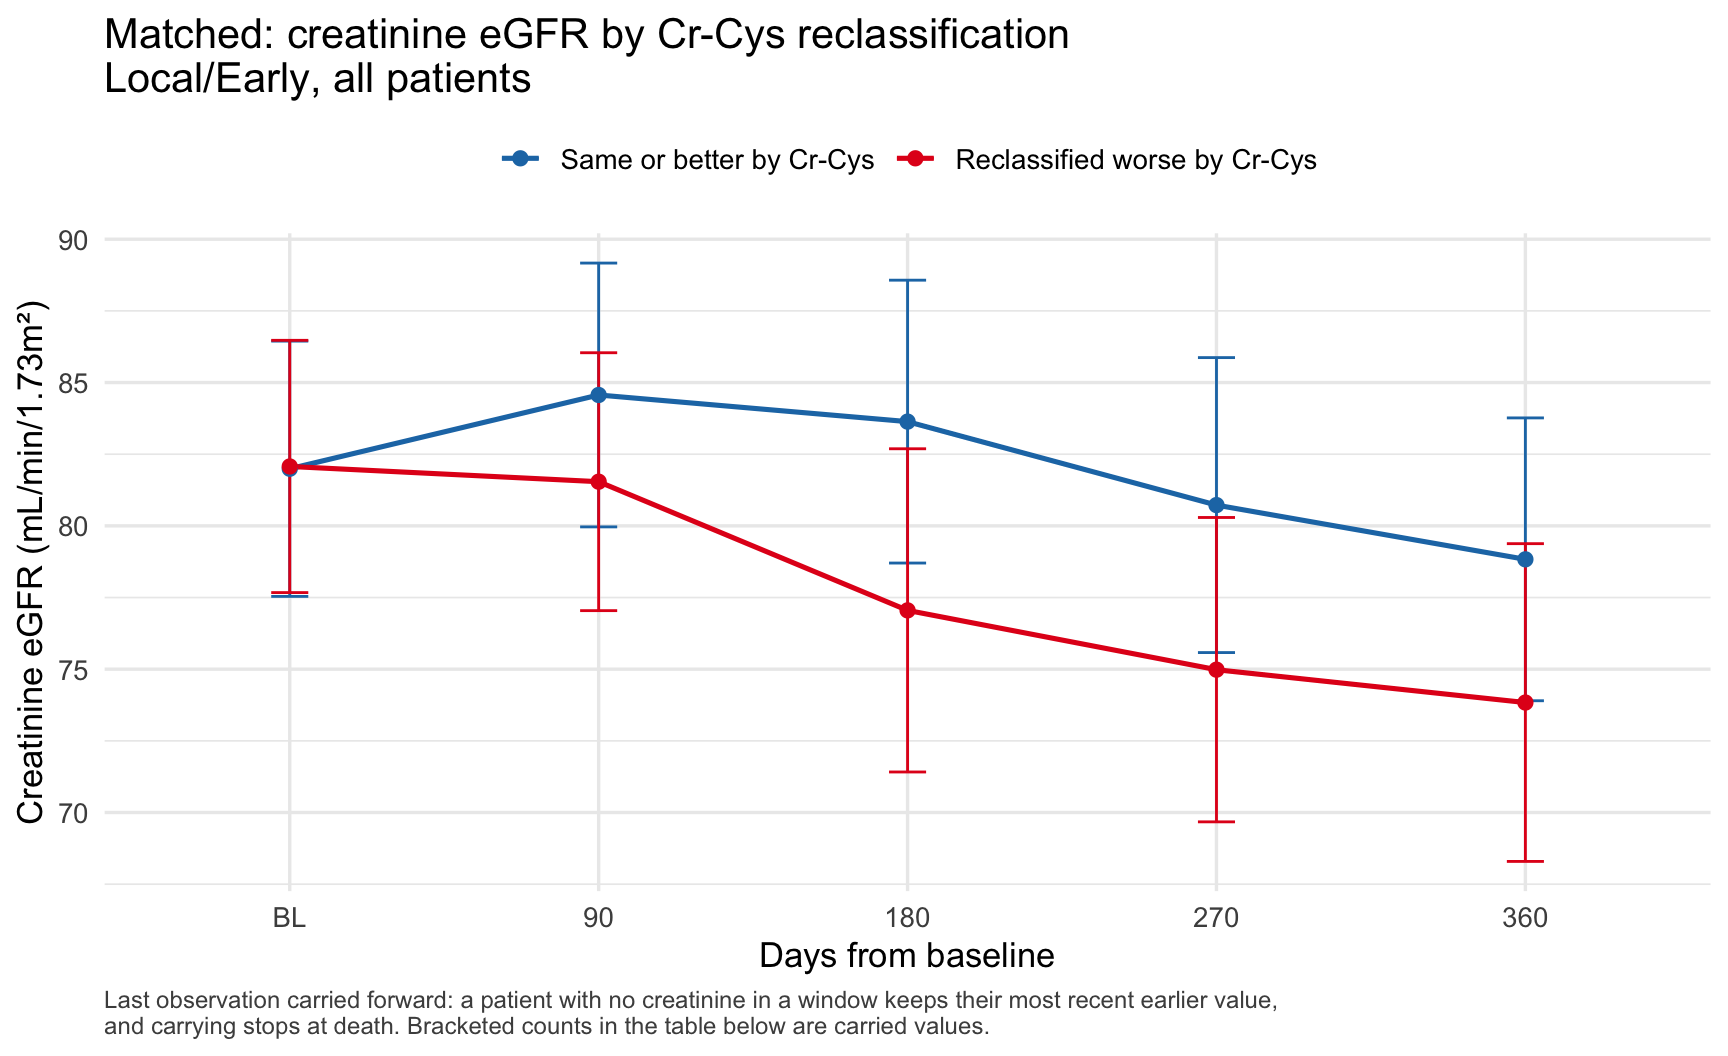 Matched: creatinine eGFR by Cr-Cys reclassification
Local/Early, all patients
Same or better by Cr-Cys
Reclassified worse by Cr-Cys
Creatinine eGFR (mL/min/1.73m²)
90
85
80
75
70
BL
90
180
270
360
Days from baseline
Last observation carried forward: a patient with no creatinine in a window keeps their most recent earlier value,
and carrying stops at death. Bracketed counts in the table below are carried values.